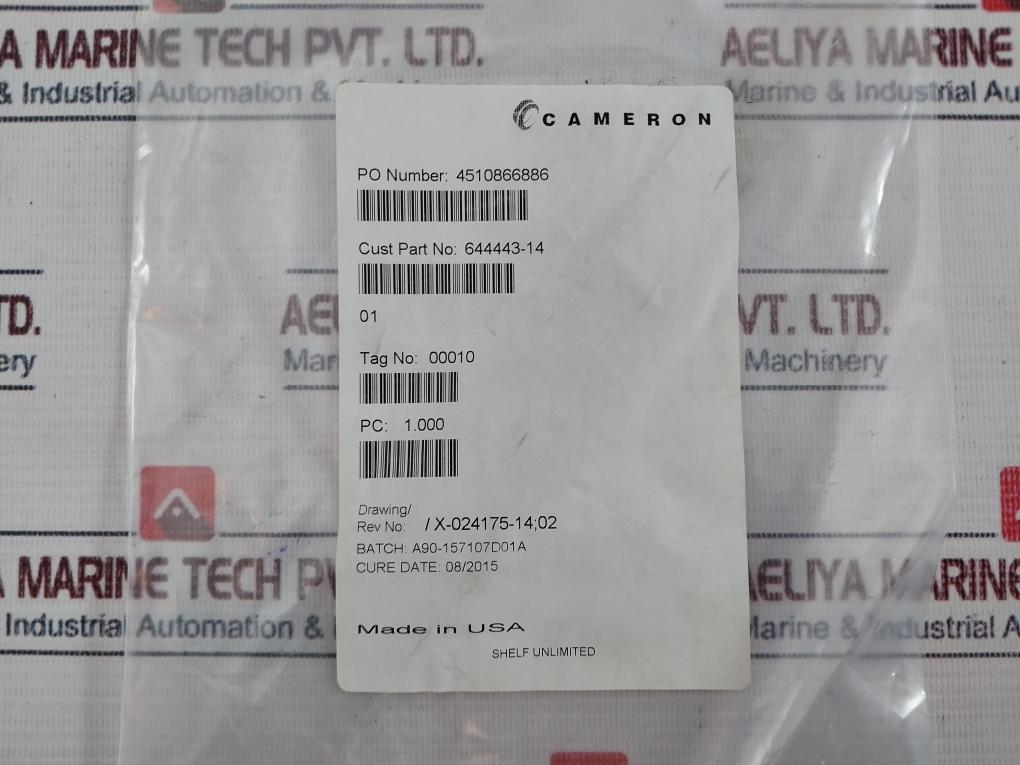 A MARINE TECH PVT. LTD.
AELIYA MARINE
& Industrial Automation &
Marine & Industrial Au
CAMERON
PO Number: 4510866886
Cust Part No: 644443-14
01
TD.
VT. LTD.
ery
Machinery
Tag No: 00010
PC: 1.000
Drawing/
Rev No: / X-024175-14;02
BATCH: A90-157107D01A
CURE DATE: 08/2015
A MARINE TECH
AELIYA MARINE
Industrial Automation &
Marine & Industrial A
Made in USA
SHELF UNLIMITED